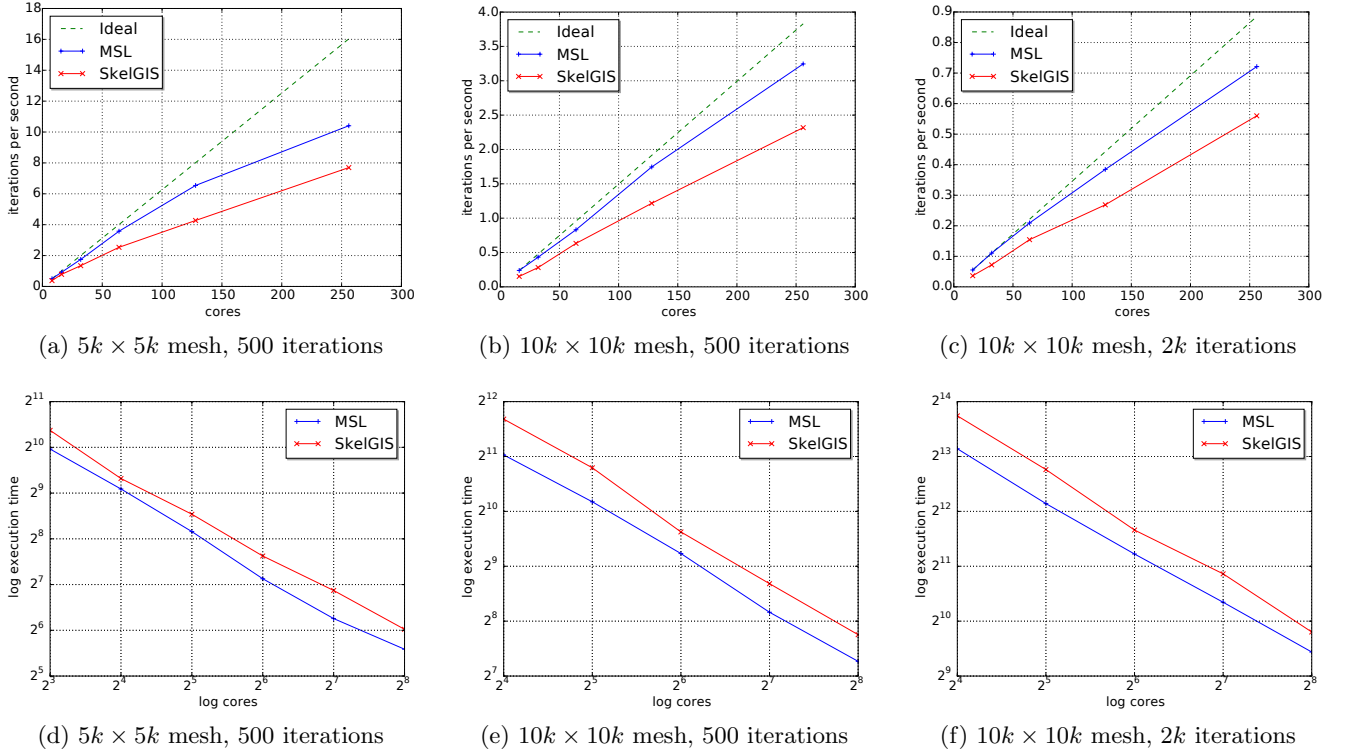 18
16
14
12
10
8
6
4
2
0
iterations per second
Ideal
MSL
SkelGIS
0 50 100 150 200 250 300
cores
(a) 5k × 5k mesh, 500 iterations
4.0
3.5
3.0
2.5
2.0
1.5
1.0
0.5
0.0
iterations per second
Ideal
MSL
SkelGIS
0 50 100 150 200 250 300
cores
(b) 10k × 10k mesh, 500 iterations
0.9
0.8
0.7
0.6
0.5
0.4
0.3
0.2
0.1
0.0
iterations per second
Ideal
MSL
SkelGIS
0 50 100 150 200 250 300
cores
(c) 10k × 10k mesh, 2k iterations
2^11
2^10
2^9
2^8
2^7
2^6
2^5
log execution time
MSL
SkelGIS
2^3 2^4 2^5 2^6 2^7 2^8
log cores
(d) 5k × 5k mesh, 500 iterations
2^12
2^11
2^10
2^9
2^8
2^7
log execution time
MSL
SkelGIS
2^4 2^5 2^6 2^7 2^8
log cores
(e) 10k × 10k mesh, 500 iterations
2^14
2^13
2^12
2^11
2^10
2^9
log execution time
MSL
SkelGIS
2^4 2^5 2^6 2^7 2^8
log cores
(f) 10k × 10k mesh, 2k iterations